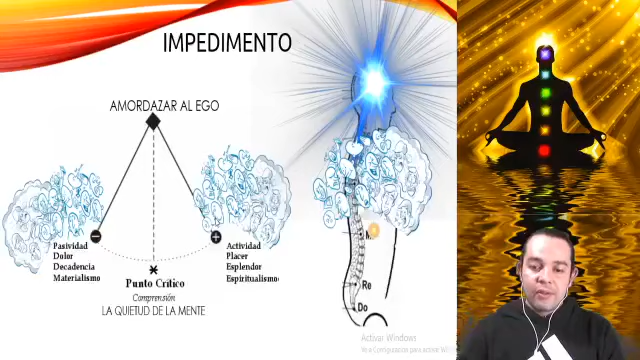 IMPEDIMENTO
AMORDAZAR AL EGO
Pasividad
Dolor
Decadencia
Materialismo
Actividad
Placer
Esplendor
Espiritualismo
Punto Crítico
Comprensión
LA QUIETUD DE LA MENTE
Re
Do
Activar Windows